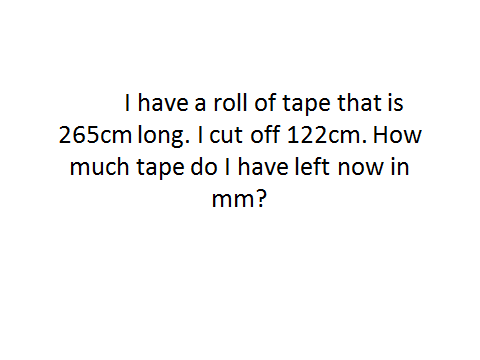 I have a roll of tape that is
265cm long. I cut off 122cm. How
much tape do I have left now in
mm?